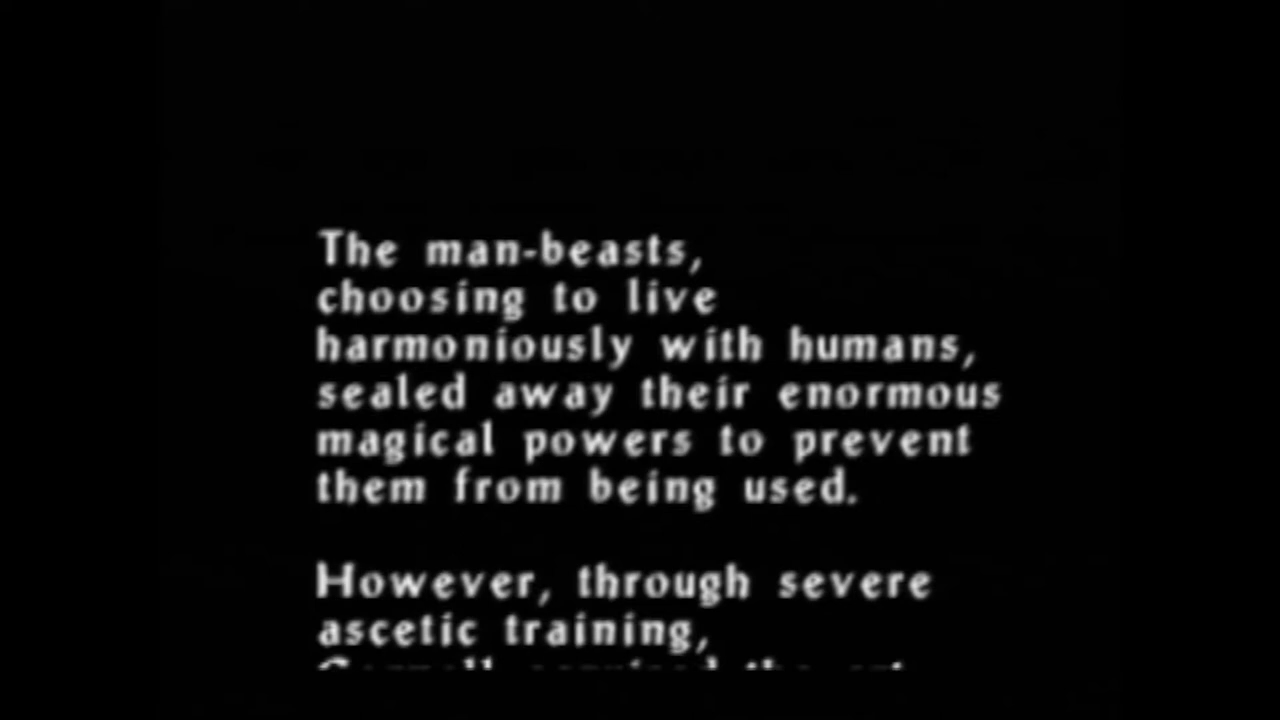 The man-beasts,
choosing to live
harmoniously with humans,
sealed away their enormous
magical powers to prevent
them from being used.
However, through severe
ascetic training,